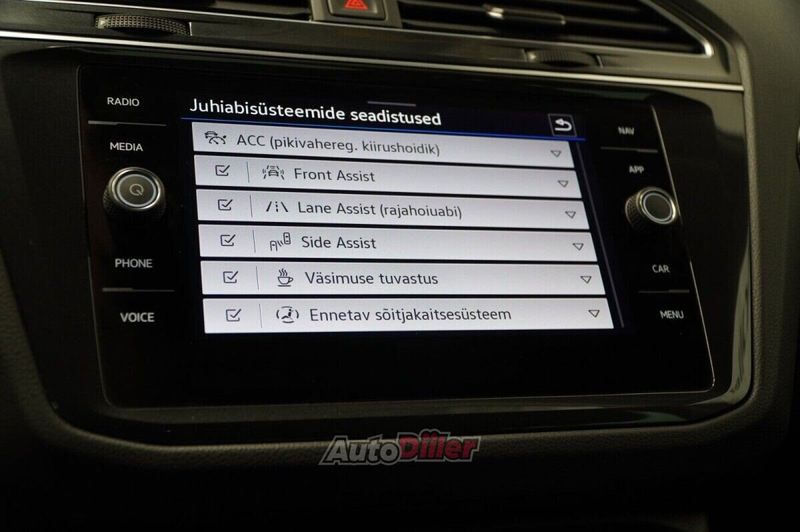 RADIO
MEDIA
PHONE
VOICE
Juhiabisüsteemide seadistused
ACC (pikivahereg. kiirushoidik)
Front Assist
Lane Assist (rajahoiuabi)
Side Assist
Väsimuse tuvastus
Ennetav sõitjakaitsesüsteem
NAV
APP
CAR
MENU
AutoDiller